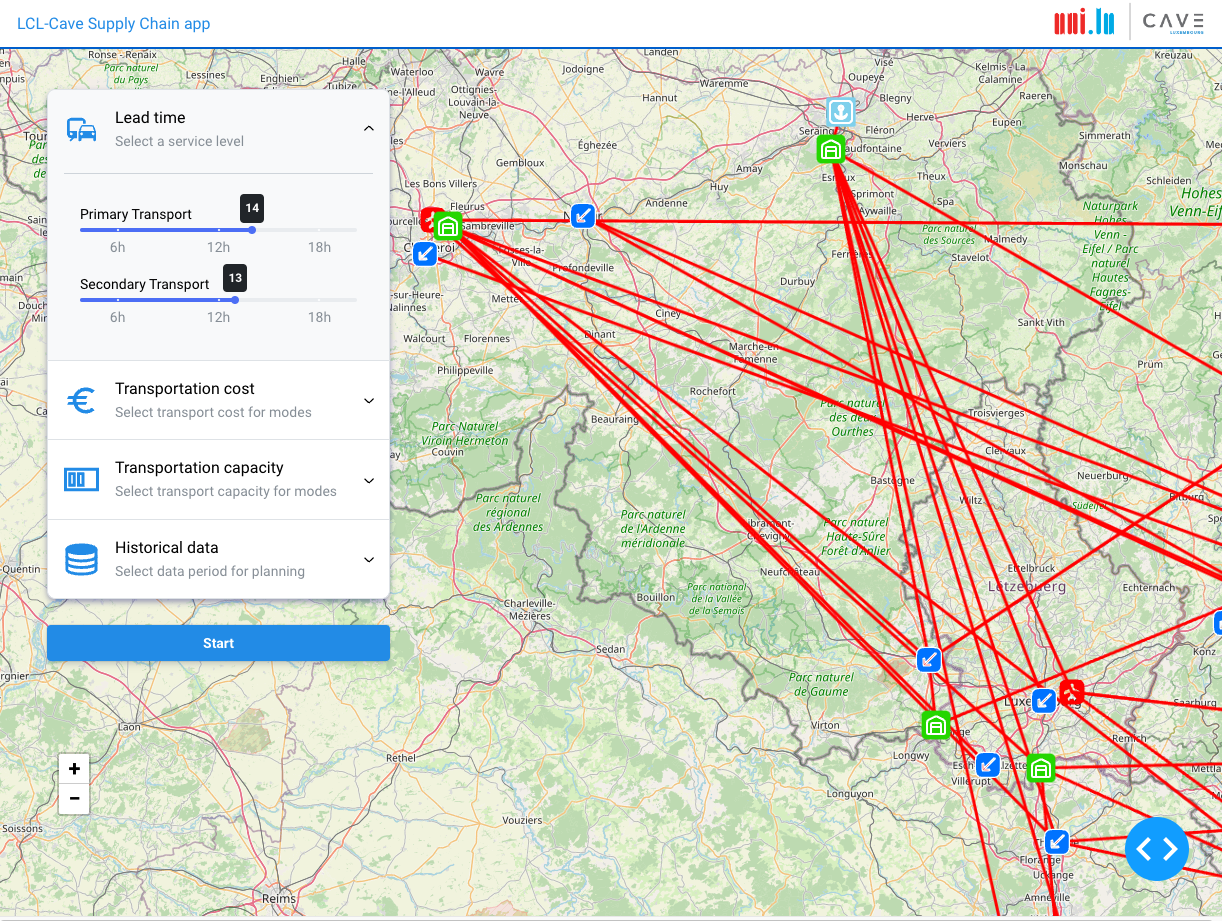 LCL-Cave Supply Chain app
uni.lu
CAVE
LUXEMBOURG
Lead time
Select a service level
Primary Transport
14
6h 12h 18h
Secondary Transport
13
6h 12h 18h
Transportation cost
Select transport cost for modes
Transportation capacity
Select transport capacity for modes
Historical data
Select data period for planning
Start
+
−
Ronse - Renaix
Parc naturel
du Pays
Lessines
Enghien -
Halle
Tubize
Waterloo
Wavre
Jodoigne
Landen
Ottignies-
Louvain-la-
Neuve
Hannut
Waremme
Visé
Oupeye
Blegny
Kelmis - La
Calamine
Raeren
Kreuzau
Seraing
Fléron
Herve
Eupen
Verviers
Simmerath
Monschau
Schleiden
Hohes
Venn-Eif
Gembloux
Éghezée
Amay
Huy
Andenne
Les Bons Villers
Fleurus
Sambreville
Profondeville
Theux
Spa
Sprimont
Aywaille
Parc naturel
des Sources
Malmedy
Stavelot
Naturpark
Hohes-
Venn -
Eifel / Parc
naturel
Hautes
Fagnes-
Eifel
Durbuy
Sankt Vith
Prüm
Mettet
Ciney
Dinant
Walcourt
Florennes
Philippeville
Marche-en-
Famenne
Rochefort
Beauraing
Parc Naturel
Viroin Hermeton
Couvin
Parc naturel
des deux
Ourthes
Troisvierges
Clervaux
Neuerburg
Bitburg
Südeifel
Bastogne
Wiltz
Parc naturel
régional
des Ardennes
Parc naturel
de l'Ardenne
méridionale
Parc naturel
Haute-Sûre
Forêt d'Anlier
Neufchâteau
Ettelbruck
Lëtzebuerg
Echternach
Bouillon
Parc national
de la Vallée
de la Semois
Charleville-
Mézières
Sedan
Parc naturel
de Gaume
Virton
Konz
Saarburg
Remich
Longwy
Villerupt
Longuyon
Laon
Rethel
Vouziers
Soissons
Reims
Florange
Uckange
Amnéville